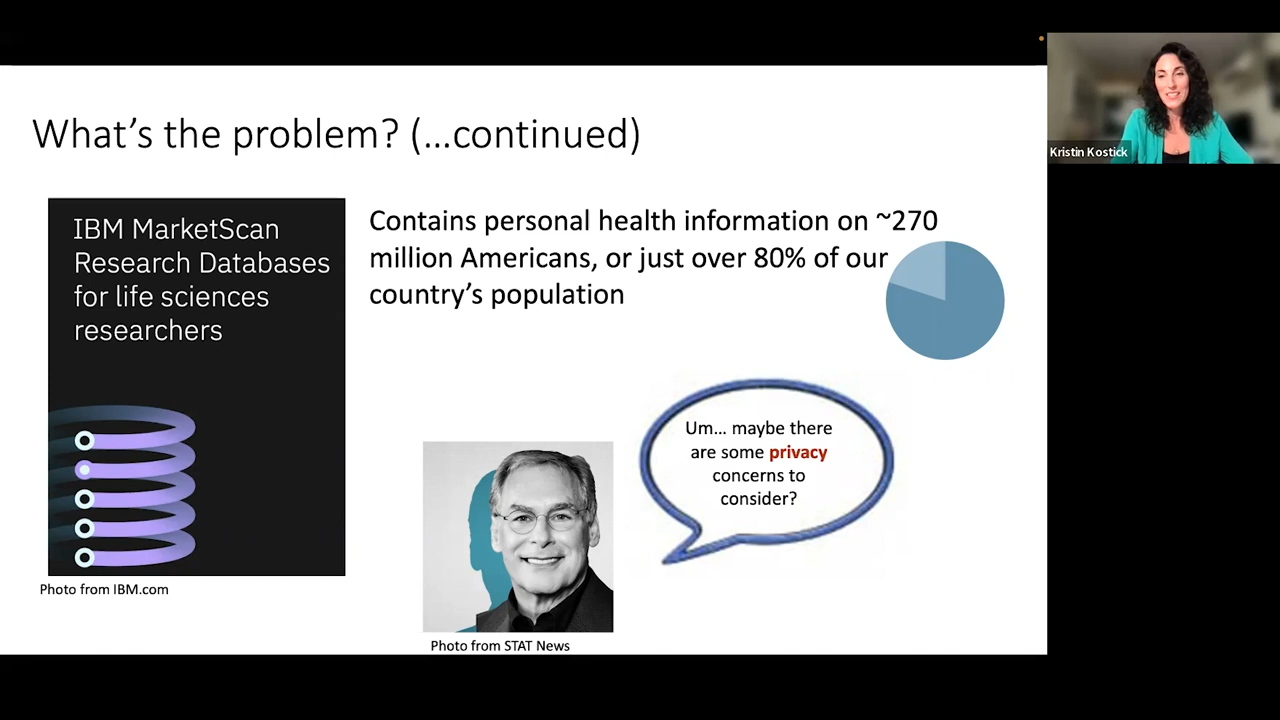 What’s the problem? (…continued)
Kristin Kostick
IBM MarketScan
Research Databases
for life sciences
researchers
Contains personal health information on ~270
million Americans, or just over 80% of our
country’s population
Um… maybe there
are some privacy
concerns to
consider?
Photo from IBM.com
Photo from STAT News